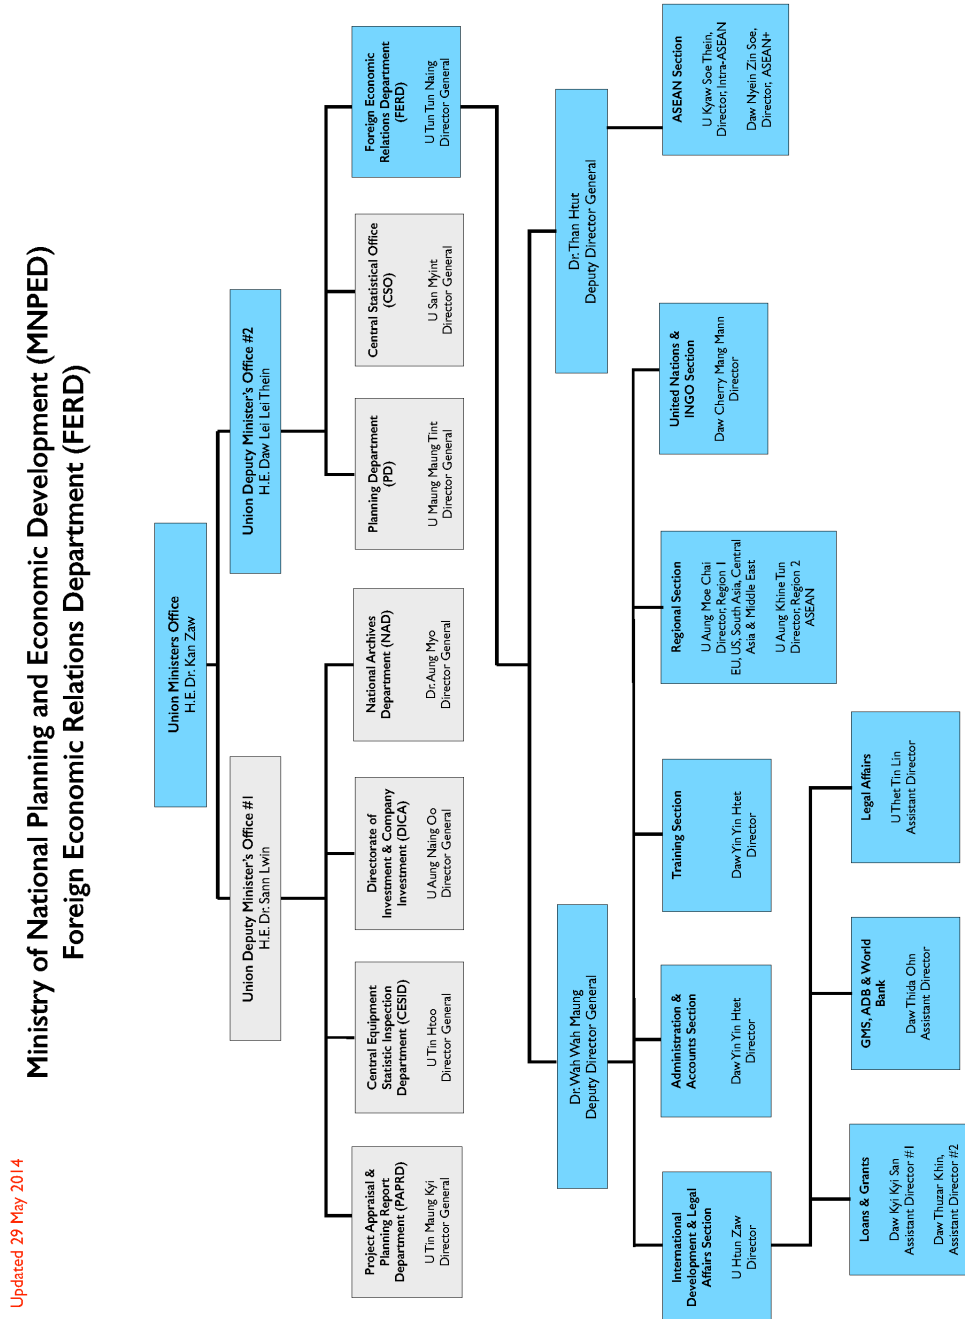 Updated 29 May 2014
Ministry of National Planning and Economic Development (MNPED)
Foreign Economic Relations Department (FERD)
Union Ministers Office
H.E. Dr. Kan Zaw
Union Deputy Minister's Office #1
H.E. Dr. Sann Lwin
Union Deputy Minister's Office #2
H.E. Daw Lei Lei Thein
Project Appraisal &
Planning Report
Department (PAPRD)
U Tin Maung Kyi
Director General
Central Equipment
Statistic Inspection
Department (CESID)
U Tin Htoo
Director General
Directorate of
Investment & Company
Investment (DICA)
U Aung Naing Oo
Director General
National Archives
Department (NAD)
Dr. Aung Myo
Director General
Planning Department
(PD)
U Maung Maung Tint
Director General
Central Statistical Office
(CSO)
U San Myint
Director General
Foreign Economic
Relations Department
(FERD)
U Tun Tun Naing
Director General
Dr. Wah Wah Maung
Deputy Director General
Dr. Than Htut
Deputy Director General
International
Development & Legal
Affairs Section
U Htun Zaw
Director
Administration &
Accounts Section
Daw Yin Yin Htet
Director
Training Section
Daw Yin Yin Htet
Director
Regional Section
U Aung Moe Chai
Director, Region 1
EU, US, South Asia, Central
Asia & Middle East
U Aung Khine Tun
Director, Region 2
ASEAN
United Nations &
INGO Section
Daw Cherry Mang Mann
Director
ASEAN Section
U Kyaw Soe Thein,
Director, Intra-ASEAN
Daw Nyein Zin Soe,
Director, ASEAN+
Loans & Grants
Daw Kyi Kyi San
Assistant Director #1
Daw Thuzar Khin,
Assistant Director #2
GMS, ADB & World
Bank
Daw Thida Ohn
Assistant Director
Legal Affairs
U Thet Tin Lin
Assistant Director